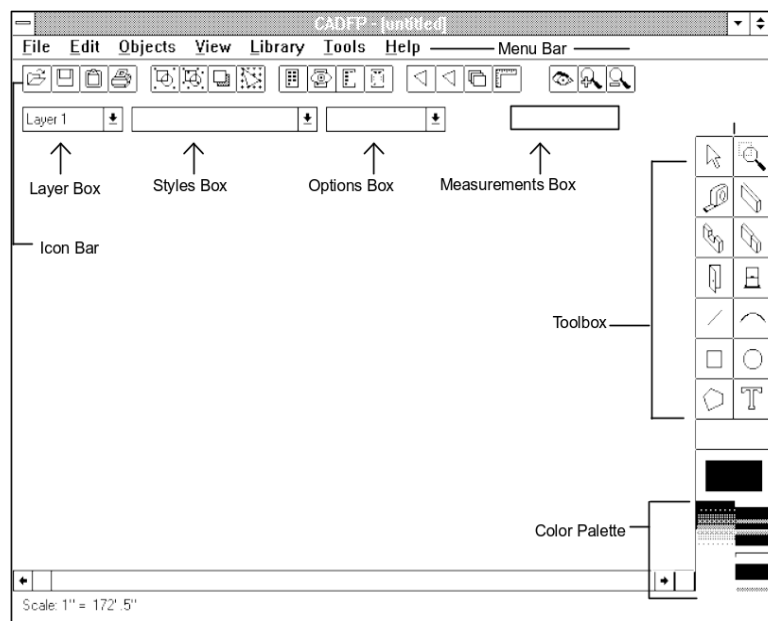 CADFP - [untitled]
File Edit Objects View Library Tools Help Menu Bar
Layer 1
Layer Box
Styles Box
Options Box
Measurements Box
Icon Bar
Toolbox
Color Palette
Scale: 1" = 172'.5"